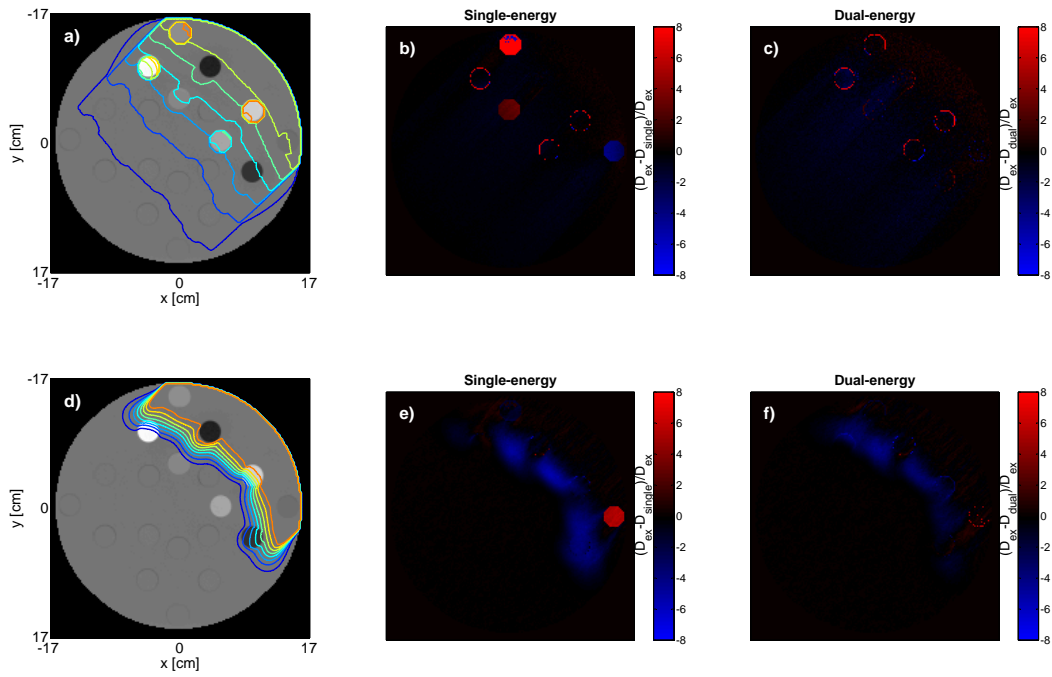 Single-energy
Dual-energy
-17
0
17
-17
0
17
y [cm]
x [cm]
a)
b)
8
6
4
2
0
-2
-4
-6
-8
(D_ex-D_single)/D_ex
c)
8
6
4
2
0
-2
-4
-6
-8
(D_ex-D_dual)/D_ex
Single-energy
Dual-energy
-17
0
17
-17
0
17
y [cm]
x [cm]
d)
e)
8
6
4
2
0
-2
-4
-6
-8
(D_ex-D_single)/D_ex
f)
8
6
4
2
0
-2
-4
-6
-8
(D_ex-D_dual)/D_ex